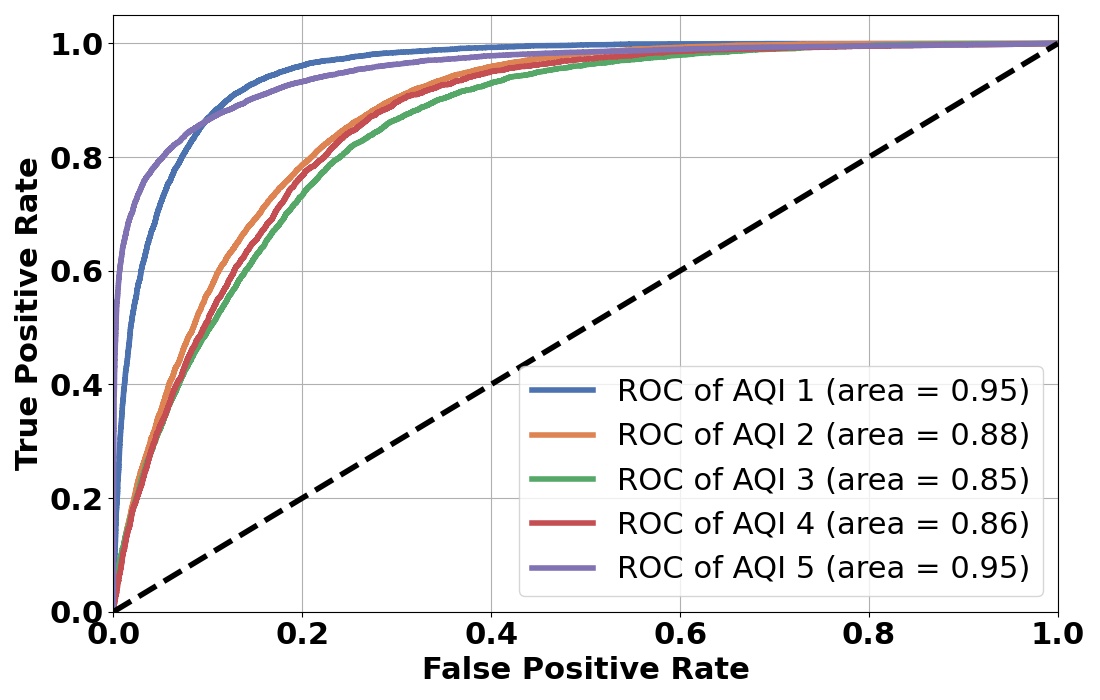 1.0
0.8
0.6
0.4
0.2
0.0
True Positive Rate
ROC of AQI 1 (area = 0.95)
ROC of AQI 2 (area = 0.88)
ROC of AQI 3 (area = 0.85)
ROC of AQI 4 (area = 0.86)
ROC of AQI 5 (area = 0.95)
0.0 0.2 0.4 0.6 0.8 1.0
False Positive Rate